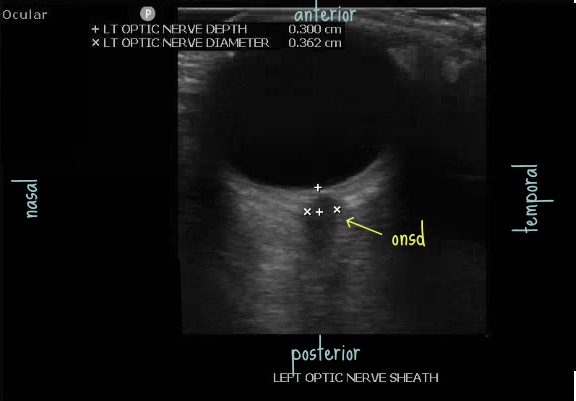 Ocular
P
anterior
+ LT OPTIC NERVE DEPTH 0.300 cm
× LT OPTIC NERVE DIAMETER 0.362 cm
nasal
temporal
onsd
posterior
LEFT OPTIC NERVE SHEATH